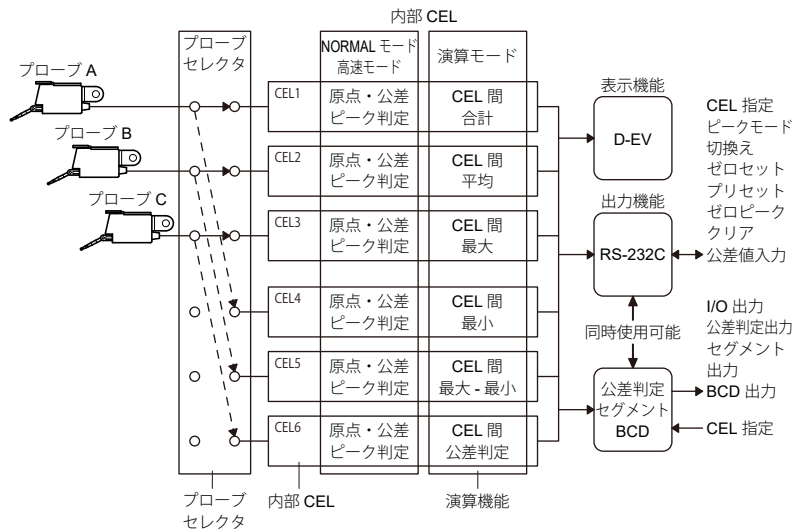 内部 CEL
プローブ
セレクタ
NORMAL モード
高速モード
演算モード
プローブ A
プローブ B
プローブ C
CEL1
原点・公差
ピーク判定
CEL 間
合計
CEL2
原点・公差
ピーク判定
CEL 間
平均
CEL3
原点・公差
ピーク判定
CEL 間
最大
CEL4
原点・公差
ピーク判定
CEL 間
最小
CEL5
原点・公差
ピーク判定
CEL 間
最大 - 最小
CEL6
原点・公差
ピーク判定
CEL 間
公差判定
表示機能
D-EV
出力機能
RS-232C
同時使用可能
公差判定
セグメント
BCD
CEL 指定
ピークモード
切換え
ゼロセット
プリセット
ゼロピーク
クリア
公差値入力
I/O 出力
公差判定出力
セグメント
出力
BCD 出力
CEL 指定
プローブ
セレクタ
内部 CEL
演算機能